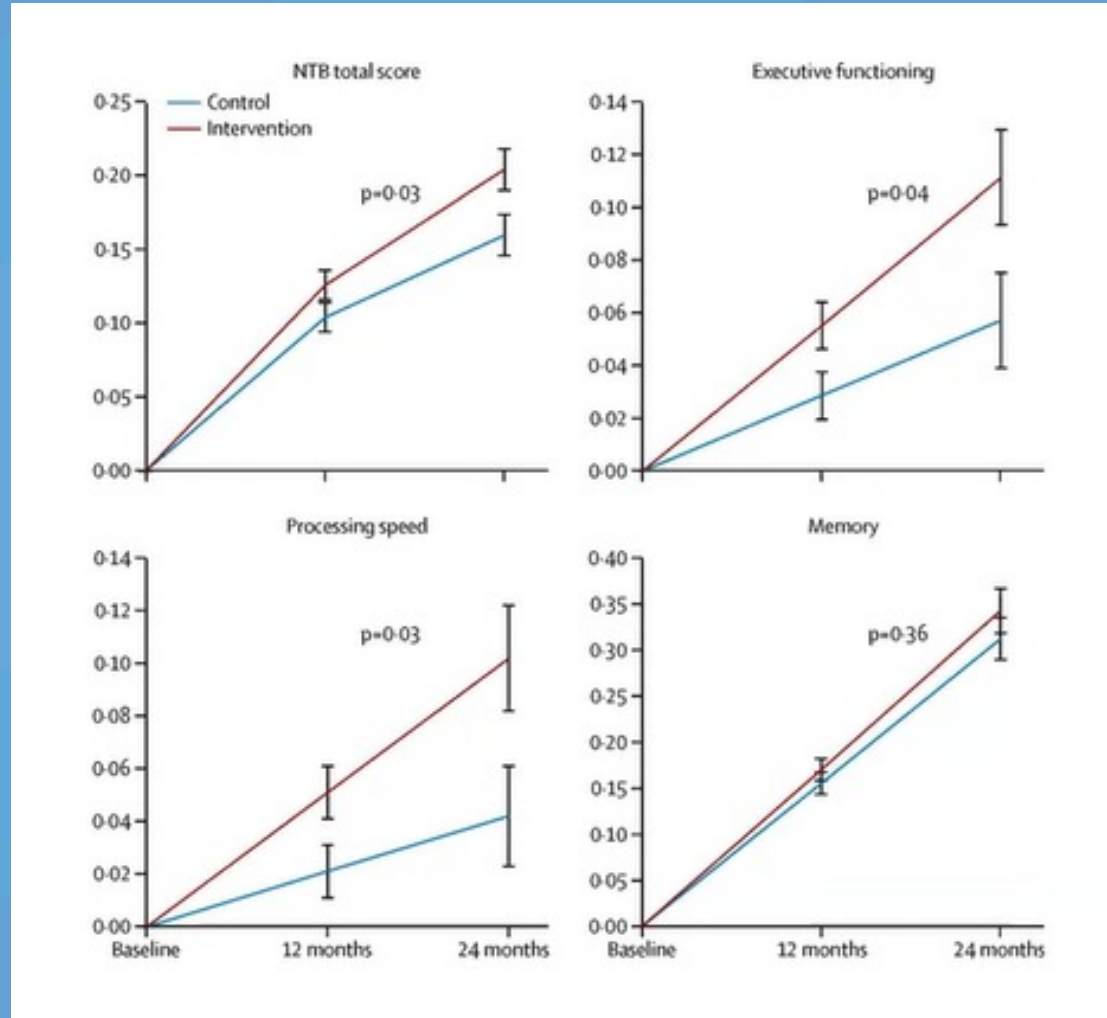 NTB total score
0·25
0·20
0·15
0·10
0·05
0·00
Control
Intervention
p=0·03
Executive functioning
0·14
0·12
0·10
0·08
0·06
0·04
0·02
0·00
p=0·04
Processing speed
0·14
0·12
0·10
0·08
0·06
0·04
0·02
0·00
p=0·03
Baseline 12 months 24 months
Memory
0·40
0·35
0·30
0·25
0·20
0·15
0·10
0·05
0·00
p=0·36
Baseline 12 months 24 months